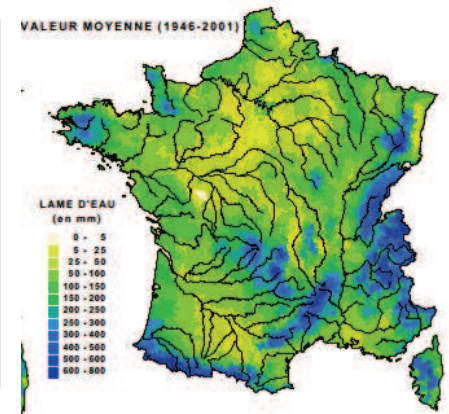 VALEUR MOYENNE (1946-2001)
LAME D'EAU
(en mm)
0 - 5
5 - 25
25 - 50
50 - 100
100 - 150
150 - 200
200 - 250
250 - 300
300 - 400
400 - 500
500 - 600
600 - 800